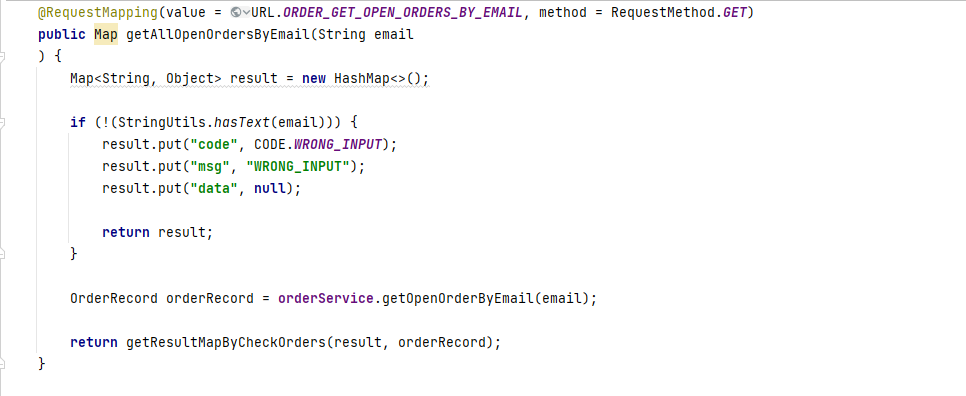 @RequestMapping(value = URL.ORDER_GET_OPEN_ORDERS_BY_EMAIL, method = RequestMethod.GET)
public Map getAllOpenOrdersByEmail(String email
) {
    Map<String, Object> result = new HashMap<>();

    if (!(StringUtils.hasText(email))) {
        result.put("code", CODE.WRONG_INPUT);
        result.put("msg", "WRONG_INPUT");
        result.put("data", null);

        return result;
    }

    OrderRecord orderRecord = orderService.getOpenOrderByEmail(email);

    return getResultMapByCheckOrders(result, orderRecord);
}